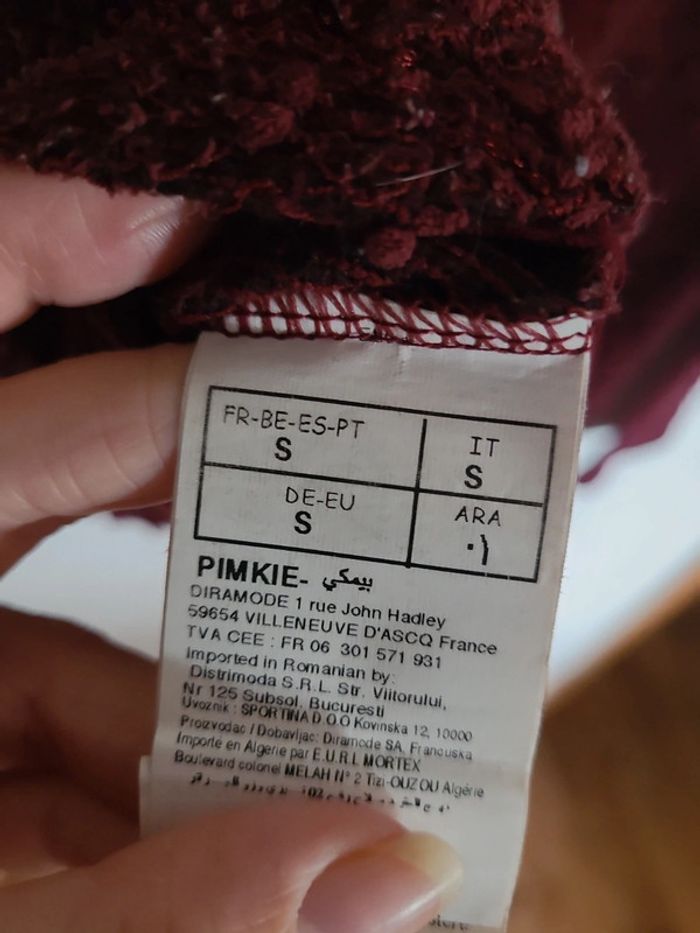 FR-BE-ES-PT
S
IT
S
DE-EU
S
ARA
٠١
PIMKIE- بيمكي
DIRAMODE 1 rue John Hadley
59654 VILLENEUVE D'ASCQ France
TVA CEE : FR 06 301 571 931
Imported in Romanian by:
Distrimoda S.R.L. Str. Viitorului,
Nr 125 Subsol, Bucuresti
Uvoznik : SPORTINA D.O.O Kovinska 12, 10000
Proizvodac / Dobavljac: Diramode SA, Francuska
Importé en Algerie par E.U.R.L MORTEX
Boulevard colonel MELAH N° 2 Tizi-OUZOU Algérie